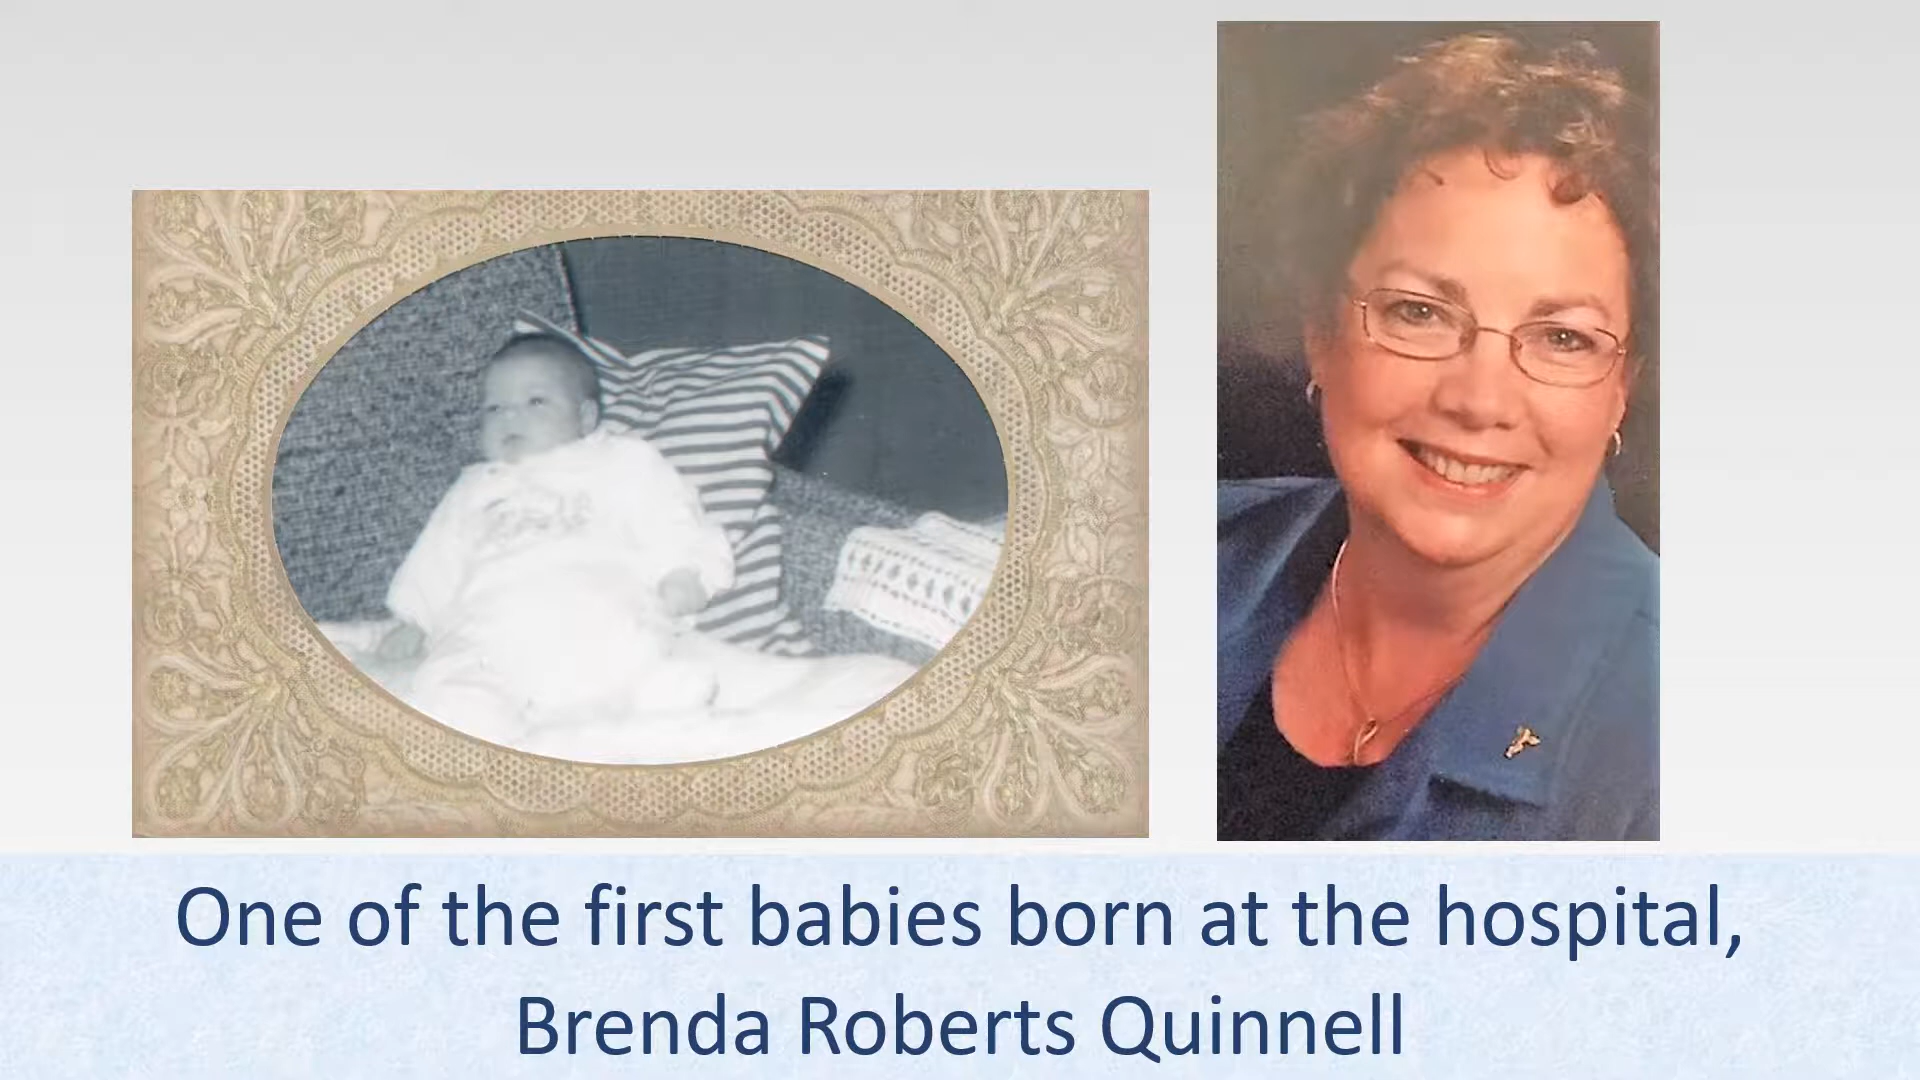 One of the first babies born at the hospital,
Brenda Roberts Quinnell